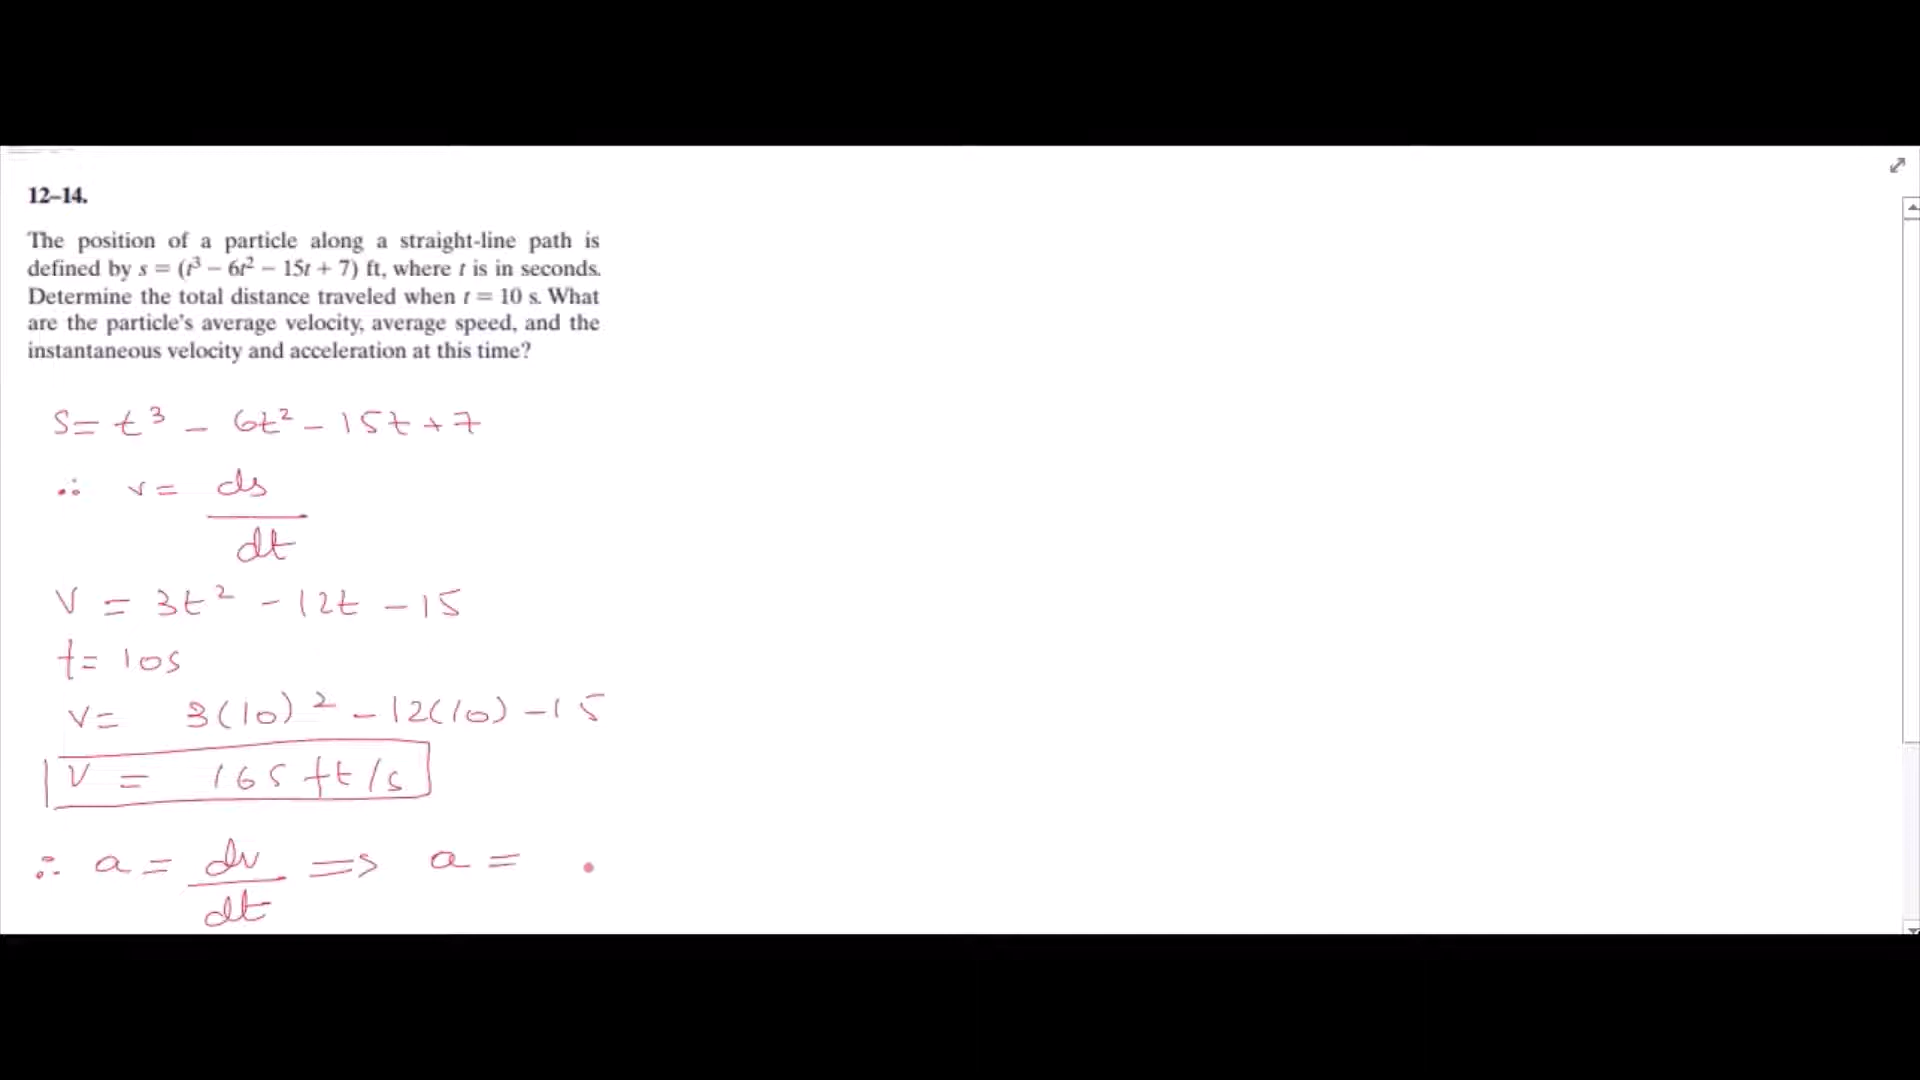 12–14.
The position of a particle along a straight-line path is
defined by s = (t³ − 6t² − 15t + 7) ft, where t is in seconds.
Determine the total distance traveled when t = 10 s. What
are the particle's average velocity, average speed, and the
instantaneous velocity and acceleration at this time?
S= t³ - 6t² - 15t + 7
∴ v= ds/dt
V = 3t² - 12t - 15
t= 10s
V= 3(10)² - 12(10) - 15
V = 165 ft/s
∴ a = dv/dt => a =